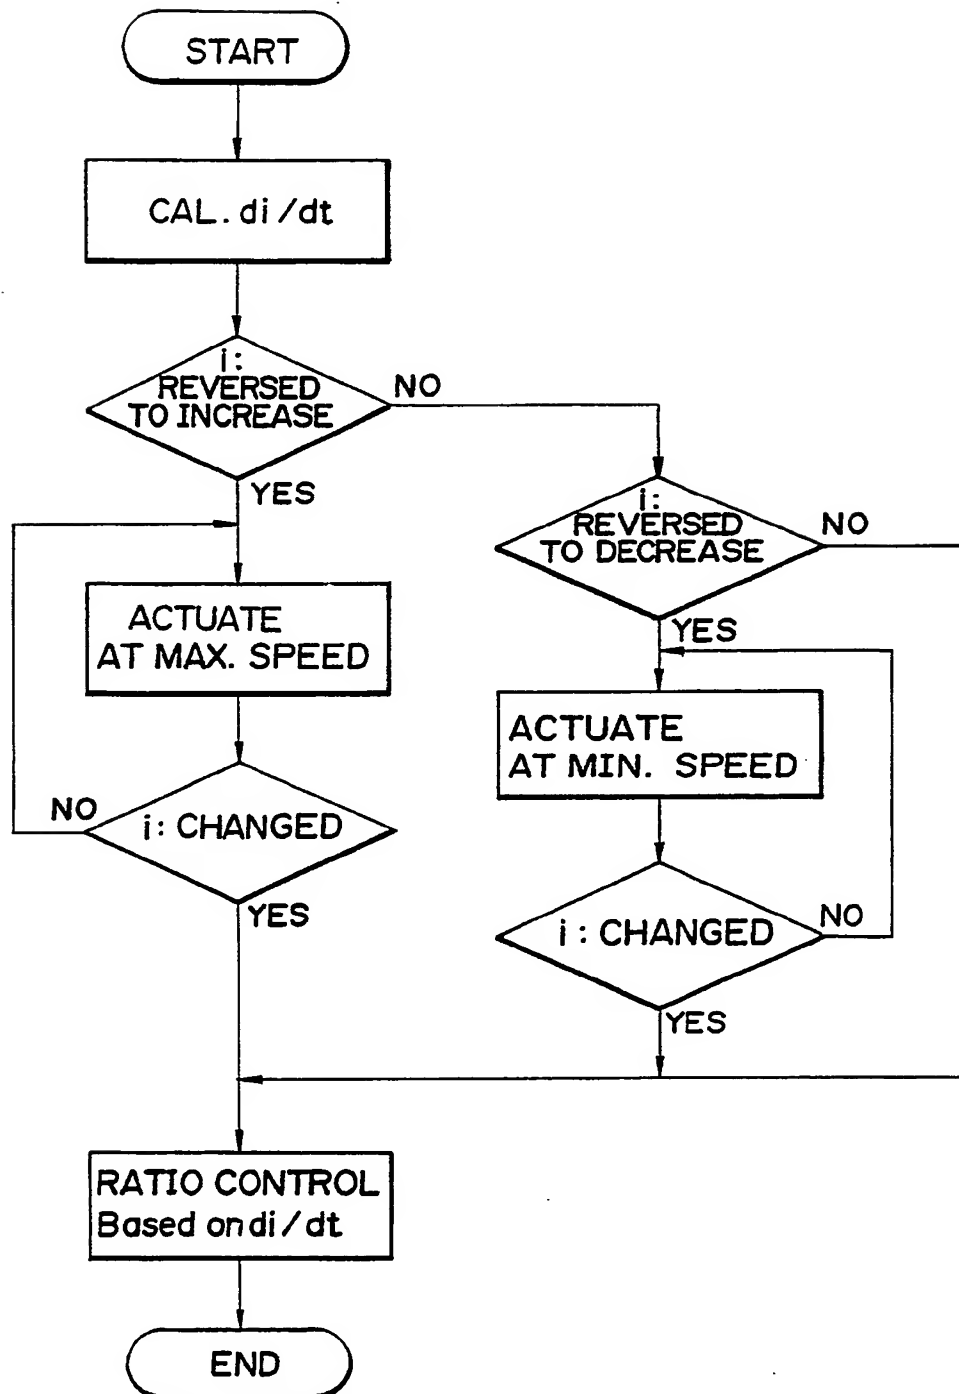 START
CAL. di/dt
i:
REVERSED
TO INCREASE
NO
YES
i:
REVERSED
TO DECREASE
NO
YES
ACTUATE
AT MAX. SPEED
ACTUATE
AT MIN. SPEED
i: CHANGED
NO
YES
i: CHANGED
NO
YES
RATIO CONTROL
Based on di/dt
END